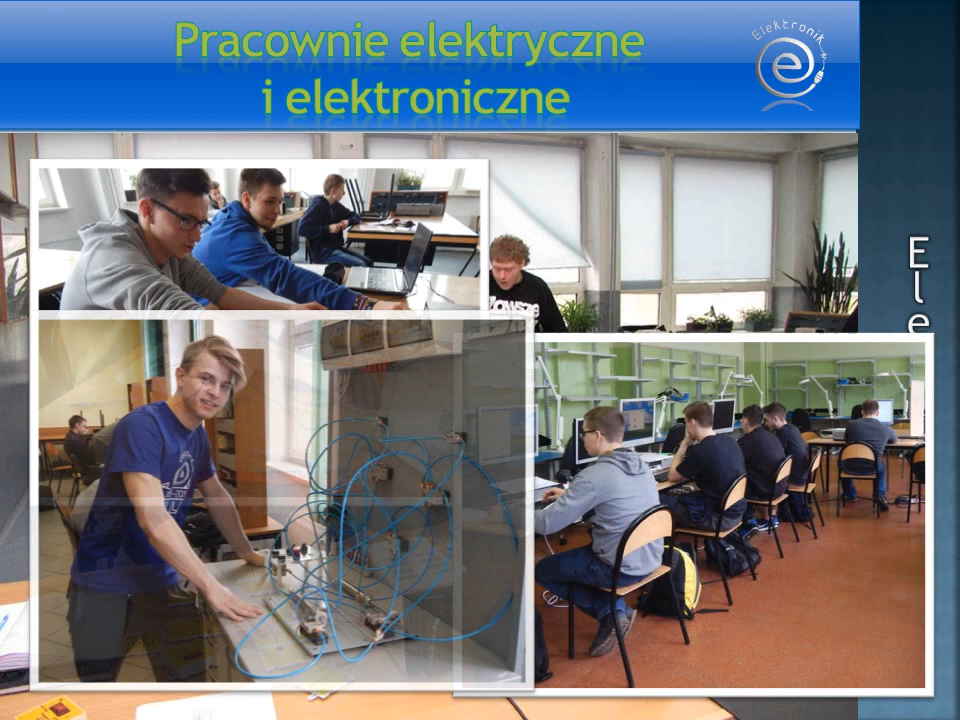 Pracownie elektryczne
i elektroniczne
Elektronik
E
l
e